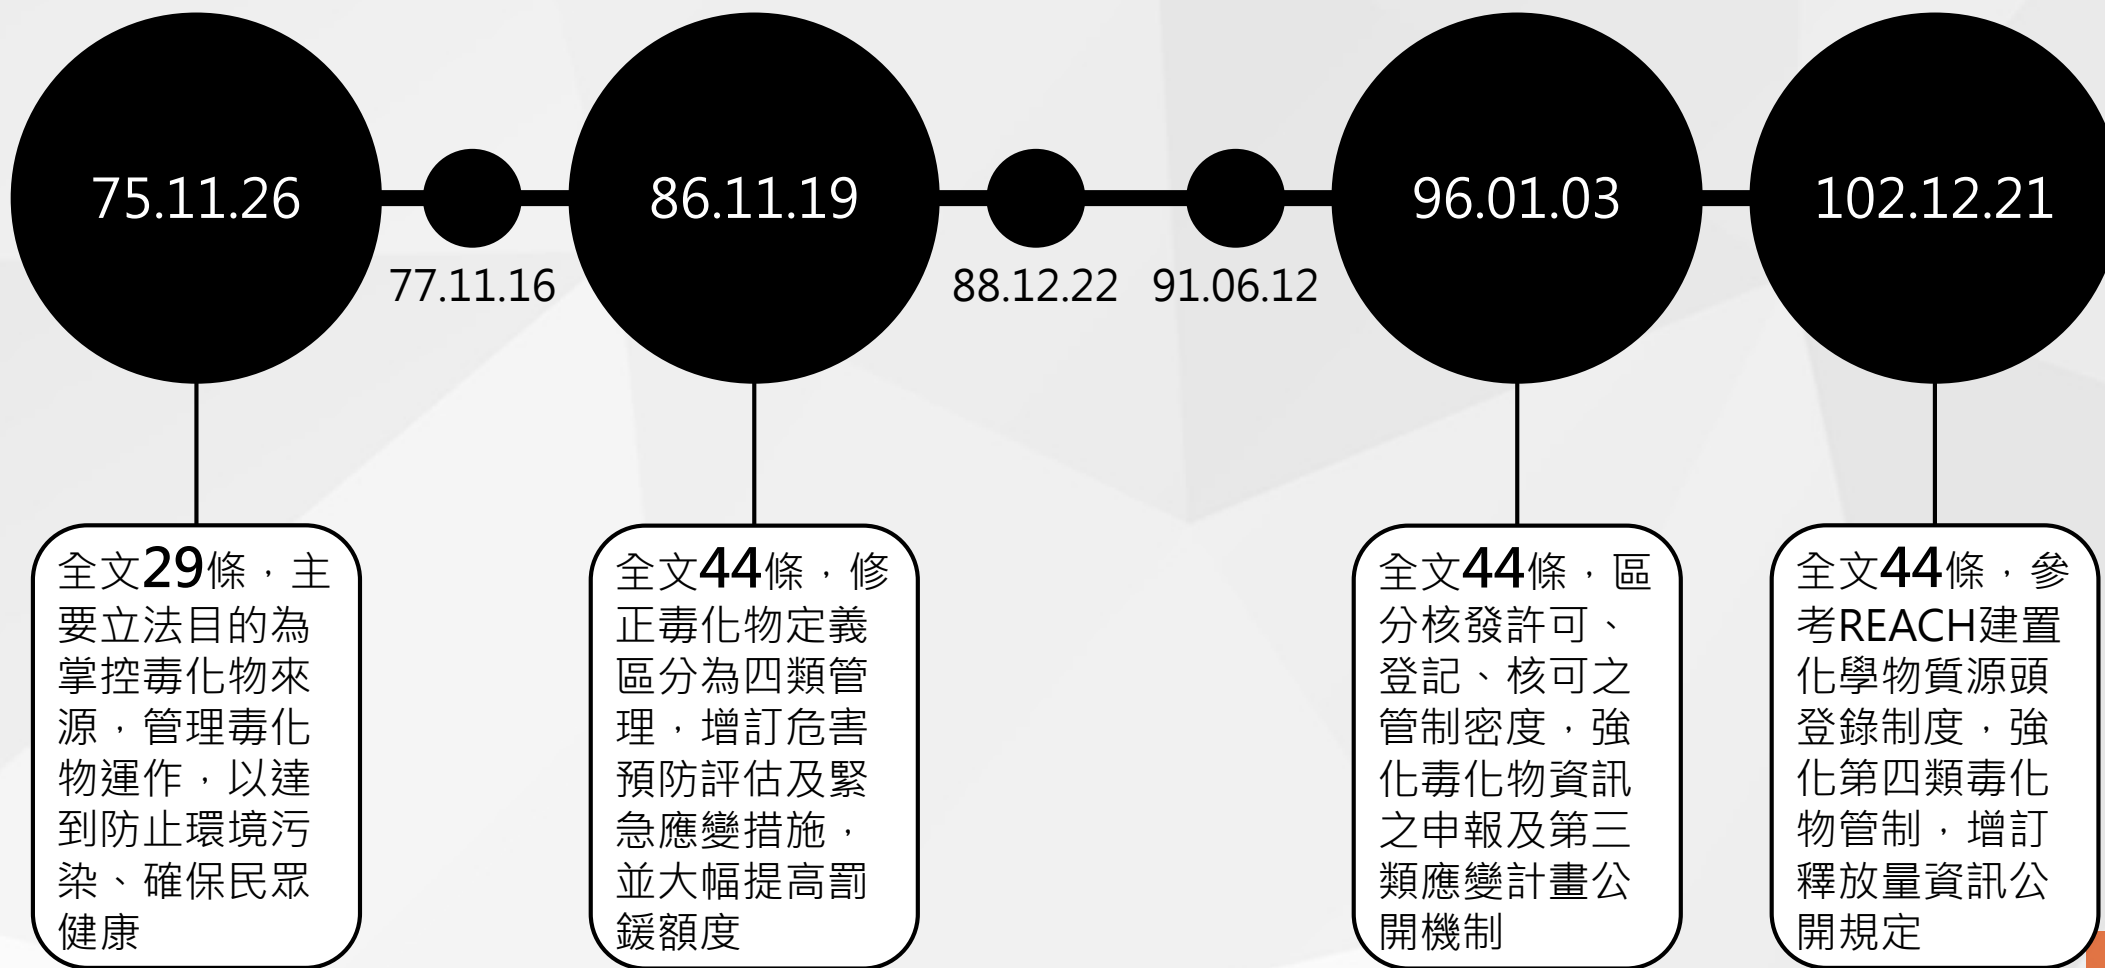 75.11.26
77.11.16
86.11.19
88.12.22
91.06.12
96.01.03
102.12.21
全文29條，主
要立法目的為
掌控毒化物來
源，管理毒化
物運作，以達
到防止環境污
染、確保民眾
健康
全文44條，修
正毒化物定義
區分為四類管
理，增訂危害
預防評估及緊
急應變措施，
並大幅提高罰
鍰額度
全文44條，區
分核發許可、
登記、核可之
管制密度，強
化毒化物資訊
之申報及第三
類應變計畫公
開機制
全文44條，參
考REACH建置
化學物質源頭
登錄制度，強
化第四類毒化
物管制，增訂
釋放量資訊公
開規定